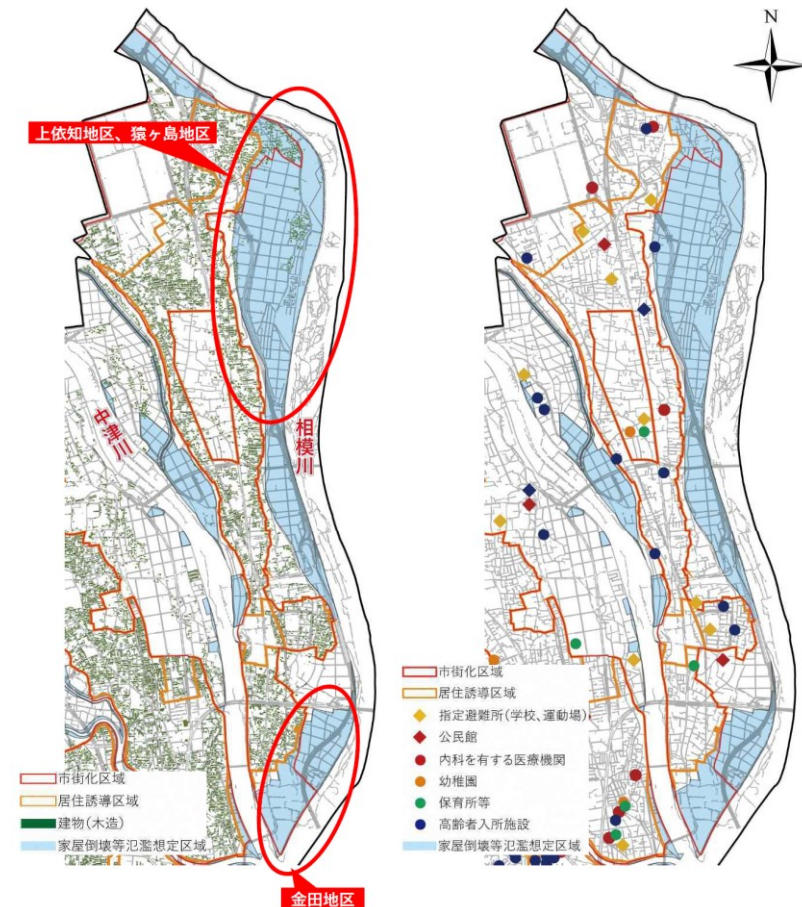 N
上依知地区、猿ヶ島地区
中津川
相模川
市街化区域
居住誘導区域
建物(木造)
家屋倒壊等氾濫想定区域
金田地区
市街化区域
居住誘導区域
指定避難所(学校、運動場)
公民館
内科を有する医療機関
幼稚園
保育所等
高齢者入所施設
家屋倒壊等氾濫想定区域